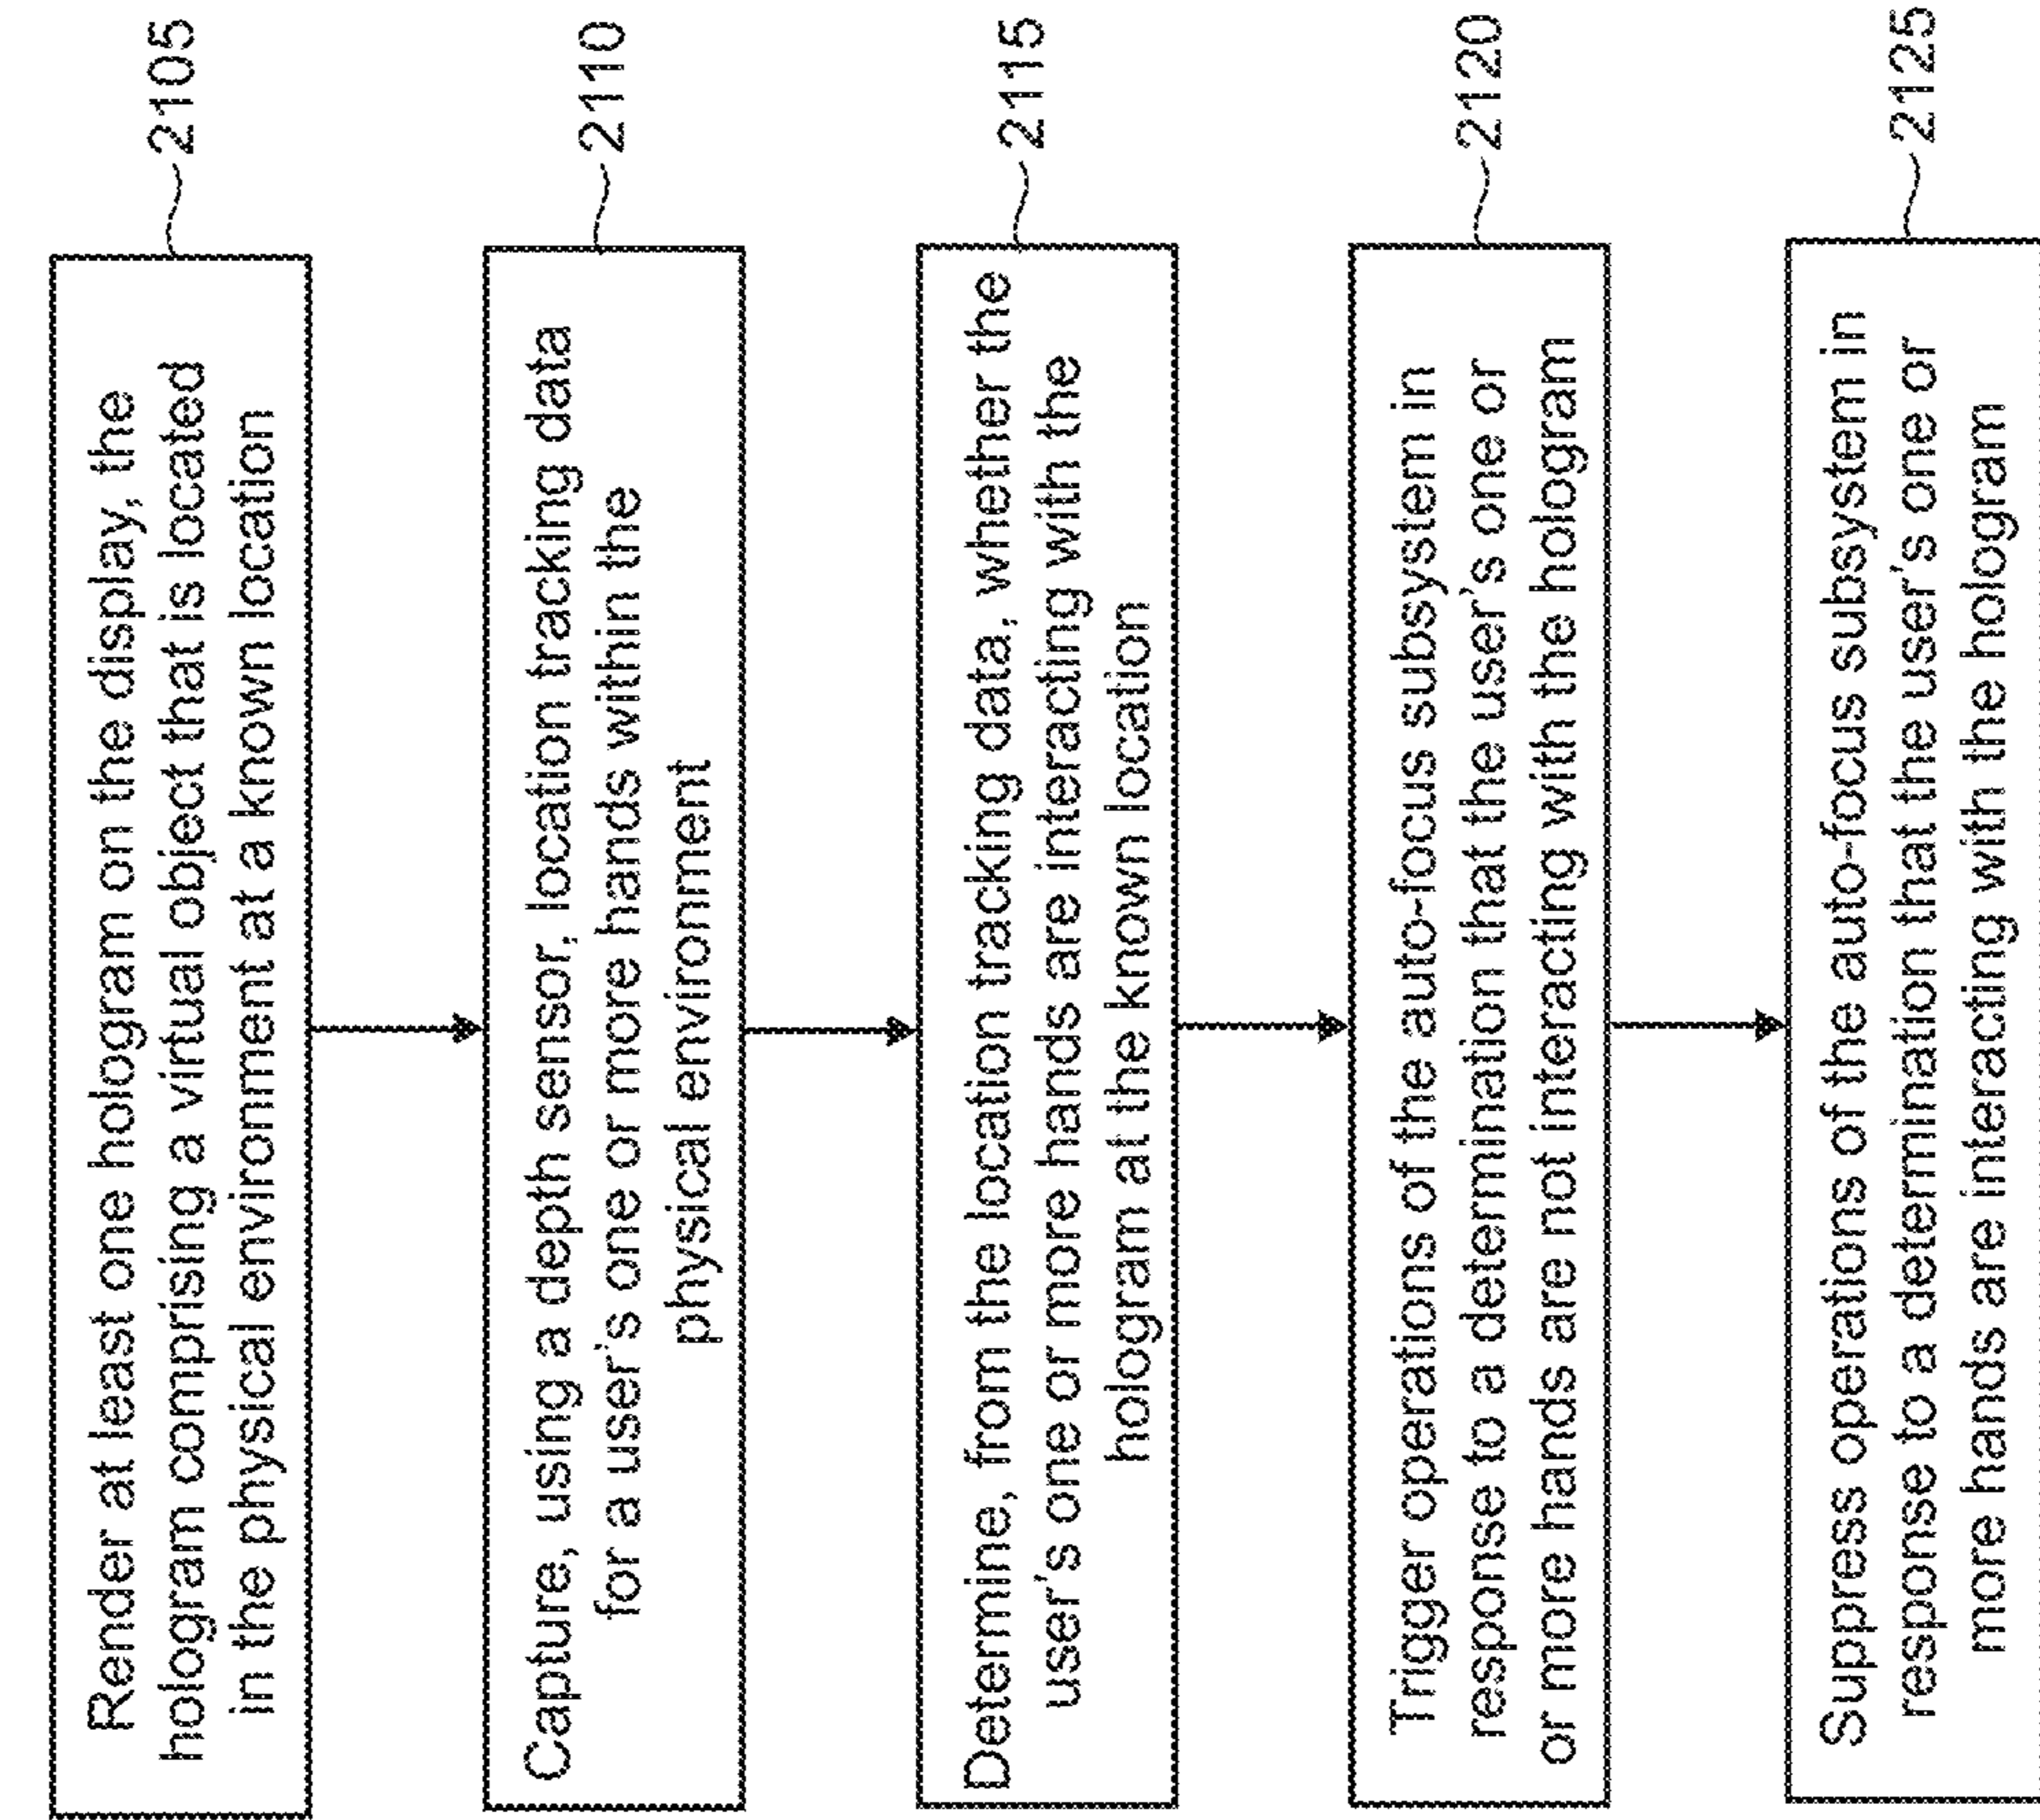 Render at least one hologram on the display, the
hologram comprising a virtual object that is located
in the physical environment at a known location
2105
Capture, using a depth sensor, location tracking data
for a user's one or more hands within the
physical environment
2110
Determine, from the location tracking data, whether the
user's one or more hands are interacting with the
hologram at the known location
2115
Trigger operations of the auto-focus subsystem in
response to a determination that the user's one or
or more hands are not interacting with the hologram
2120
Suppress operations of the auto-focus subsystem in
response to a determination that the user's one or
more hands are interacting with the hologram
2125